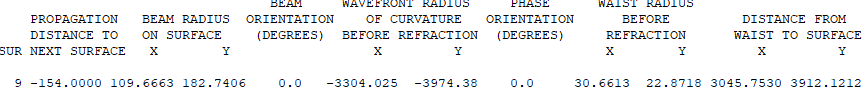 BEAM WAVEFRONT RADIUS PHASE WAIST RADIUS
PROPAGATION BEAM RADIUS ORIENTATION OF CURVATURE ORIENTATION BEFORE DISTANCE FROM
DISTANCE TO ON SURFACE (DEGREES) BEFORE REFRACTION (DEGREES) REFRACTION WAIST TO SURFACE
SUR NEXT SURFACE X Y X Y X Y X Y
9 -154.0000 109.6663 182.7406 0.0 -3304.025 -3974.38 0.0 30.6613 22.8718 3045.7530 3912.1212